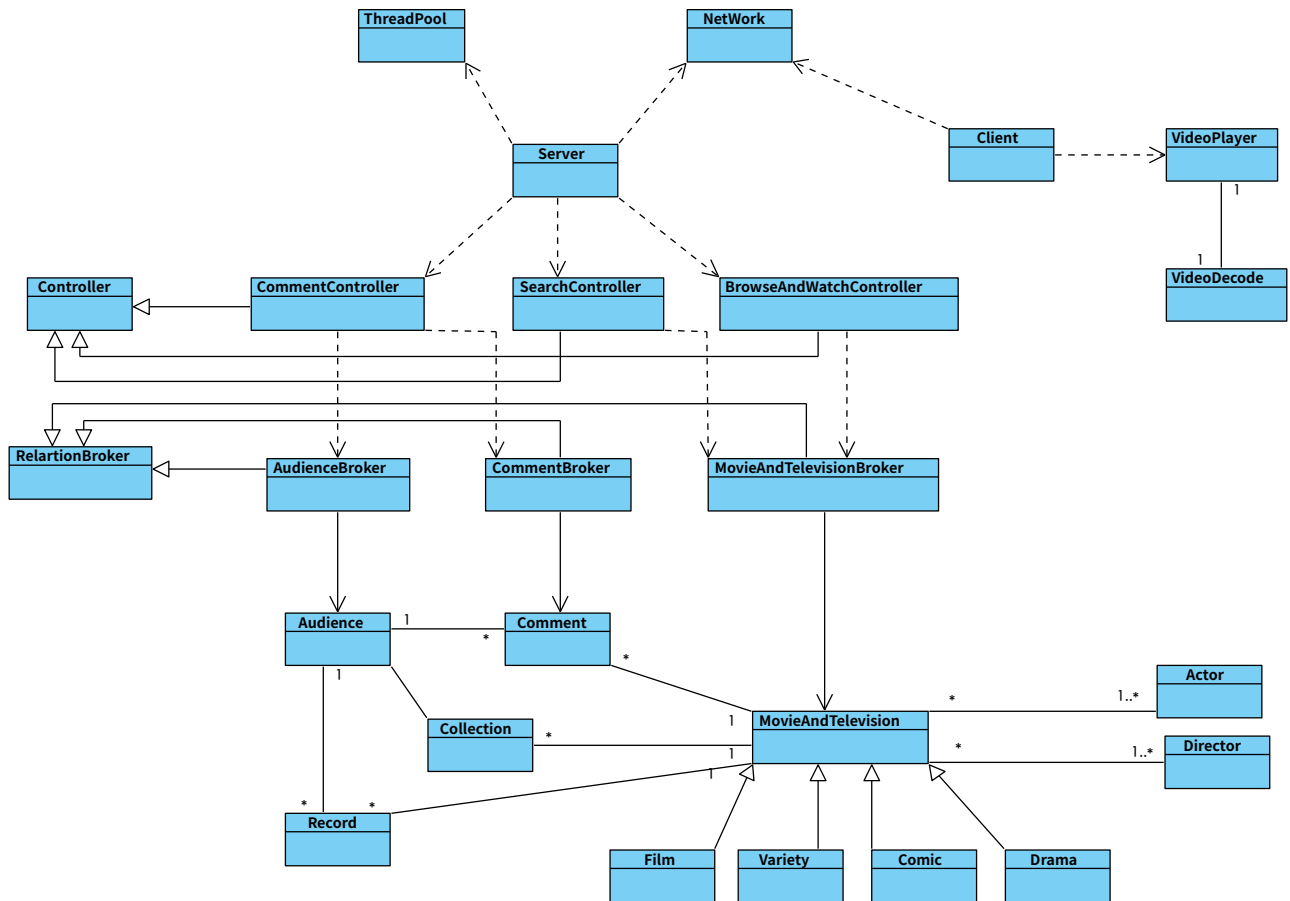 ThreadPool
NetWork
Client
VideoPlayer
Server
1
1
VideoDecode
Controller
CommentController
SearchController
BrowseAndWatchController
RelartionBroker
AudienceBroker
CommentBroker
MovieAndTelevisionBroker
Audience
1
*
Comment
*
1
1
Collection
*
1
MovieAndTelevision
*
1..*
Actor
*
1..*
Director
1
*
*
Record
Film
Variety
Comic
Drama